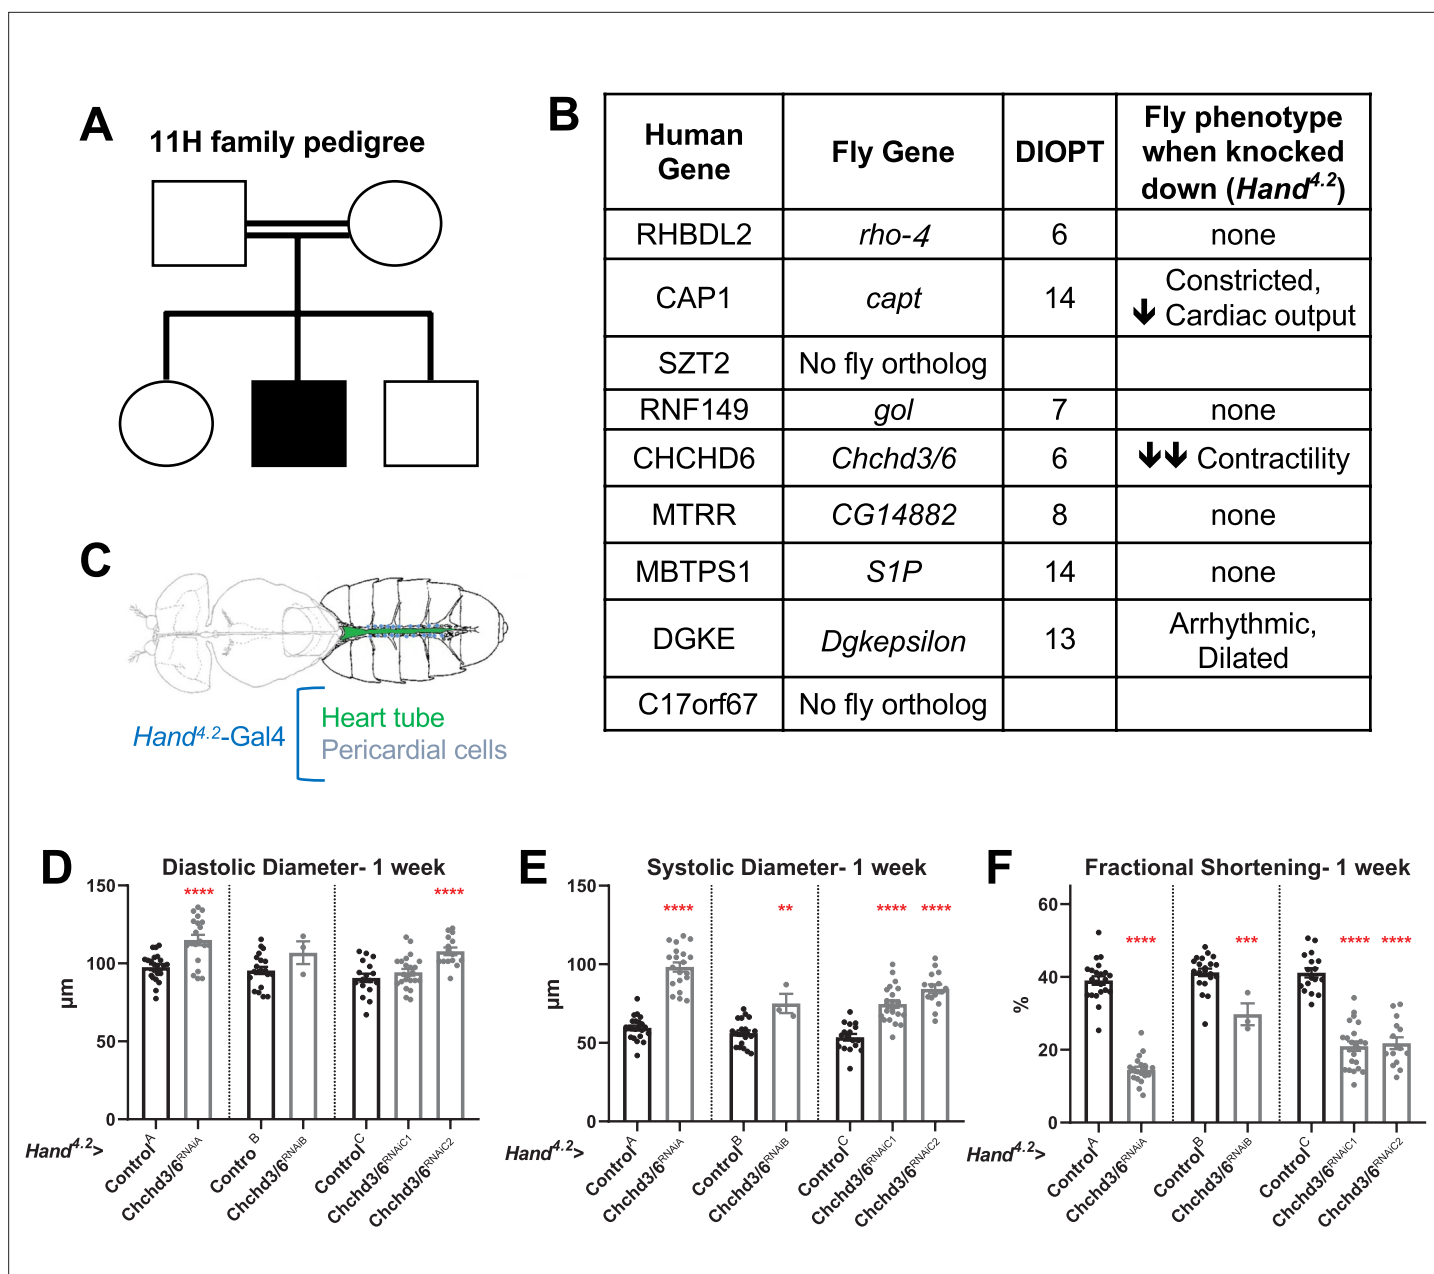 A
11H family pedigree
B
Human Gene
Fly Gene
DIOPT
Fly phenotype when knocked down (Hand4.2)
RHBDL2 rho-4 6 none
CAP1 capt 14 Constricted, ↓ Cardiac output
SZT2 No fly ortholog
RNF149 gol 7 none
CHCHD6 Chchd3/6 6 ↓↓ Contractility
MTRR CG14882 8 none
MBTPS1 S1P 14 none
DGKE Dgkepsilon 13 Arrhythmic, Dilated
C17orf67 No fly ortholog
C
Hand4.2-Gal4
Heart tube
Pericardial cells
D
Diastolic Diameter- 1 week
µm
150
100
50
0
****
****
Hand4.2>
ControlA
Chchd3/6RNAiA
Contro B
Chchd3/6RNAiB
ControlC
Chchd3/6RNAiC1
Chchd3/6RNAiC2
E
Systolic Diameter- 1 week
µm
150
100
50
0
****
**
****
****
Hand4.2>
ControlA
Chchd3/6RNAiA
ControlB
Chchd3/6RNAiB
ControlC
Chchd3/6RNAiC1
Chchd3/6RNAiC2
F
Fractional Shortening- 1 week
%
60
40
20
0
****
***
****
****
Hand4.2>
ControlA
Chchd3/6RNAiA
ControlB
Chchd3/6RNAiB
ControlC
Chchd3/6RNAiC1
Chchd3/6RNAiC2